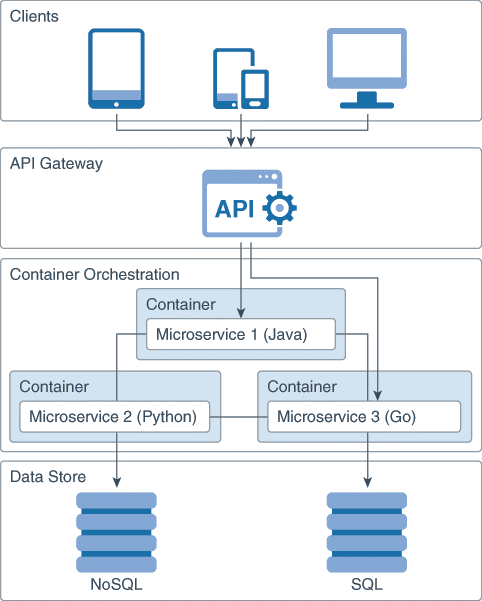 Clients
API Gateway
API
Container Orchestration
Container
Microservice 1 (Java)
Container
Microservice 2 (Python)
Container
Microservice 3 (Go)
Data Store
NoSQL
SQL